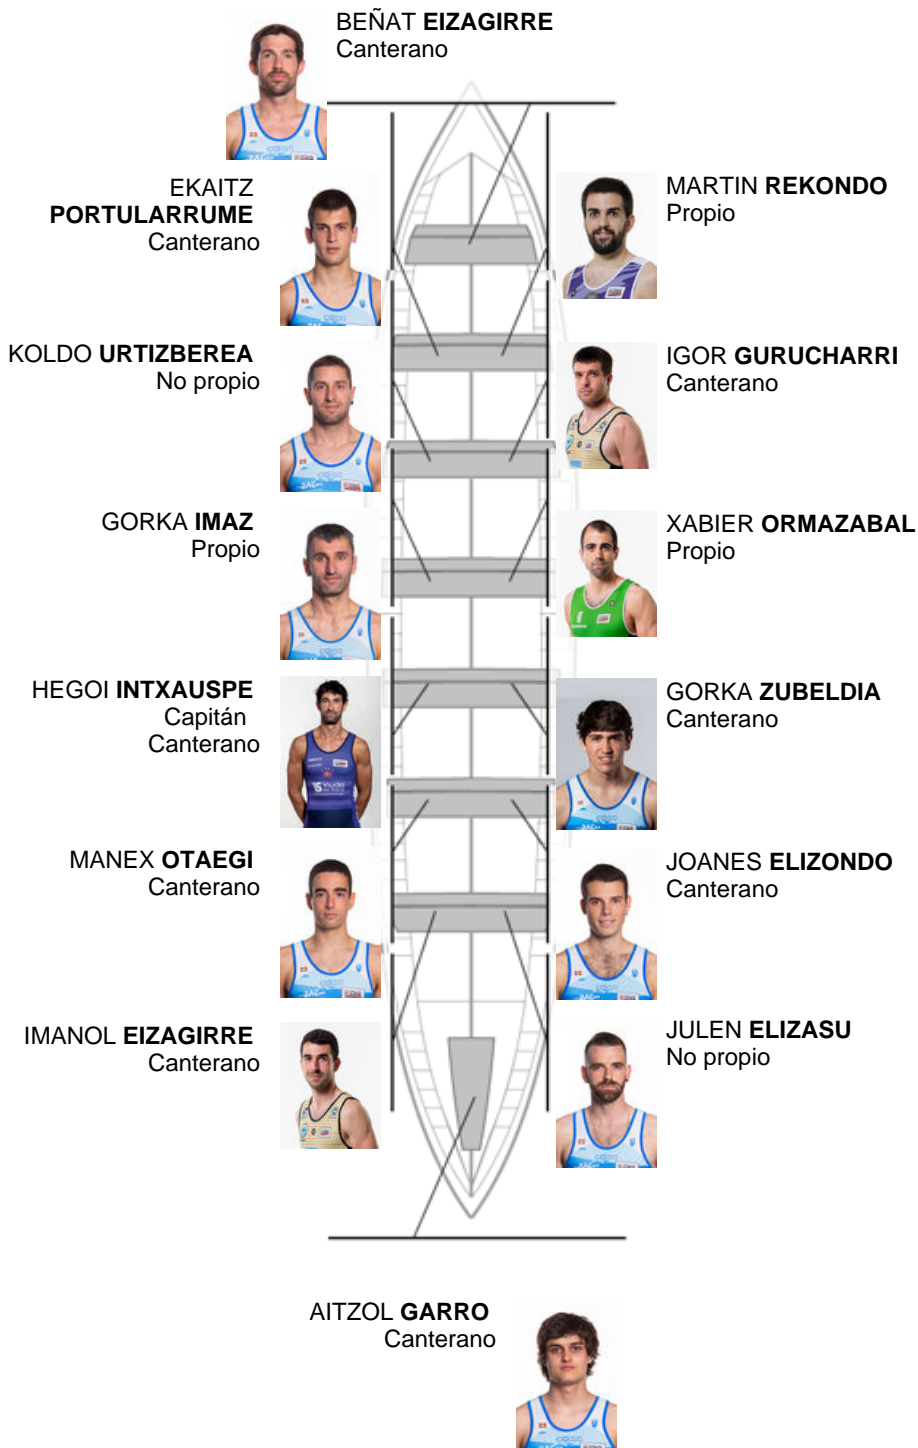 BEÑAT EIZAGIRRE
Canterano
EKAITZ
PORTULARRUME
Canterano
MARTIN REKONDO
Propio
KOLDO URTIZBEREA
No propio
IGOR GURUCHARRI
Canterano
GORKA IMAZ
Propio
XABIER ORMAZABAL
Propio
HEGOI INTXAUSPE
Capitán
Canterano
GORKA ZUBELDIA
Canterano
MANEX OTAEGI
Canterano
JOANES ELIZONDO
Canterano
IMANOL EIZAGIRRE
Canterano
JULEN ELIZASU
No propio
AITZOL GARRO
Canterano